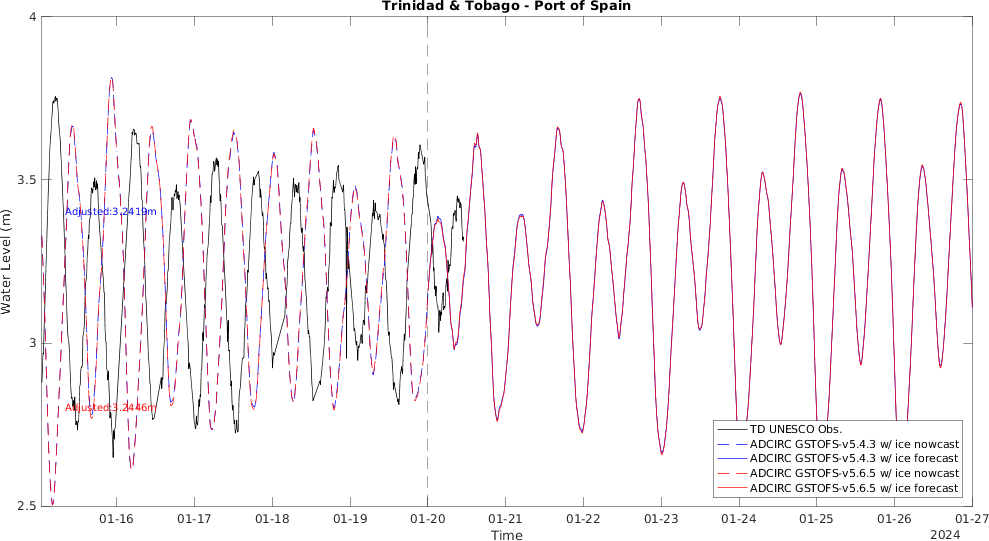 Trinidad & Tobago - Port of Spain
4
3.5
3
2.5
Water Level (m)
Adjusted:3.2419m
Adjusted:3.2446m
TD UNESCO Obs.
ADCIRC GSTOFS-v5.4.3 w/ ice nowcast
ADCIRC GSTOFS-v5.4.3 w/ ice forecast
ADCIRC GSTOFS-v5.6.5 w/ ice nowcast
ADCIRC GSTOFS-v5.6.5 w/ ice forecast
01-16 01-17 01-18 01-19 01-20 01-21 01-22 01-23 01-24 01-25 01-26 01-27
Time
2024